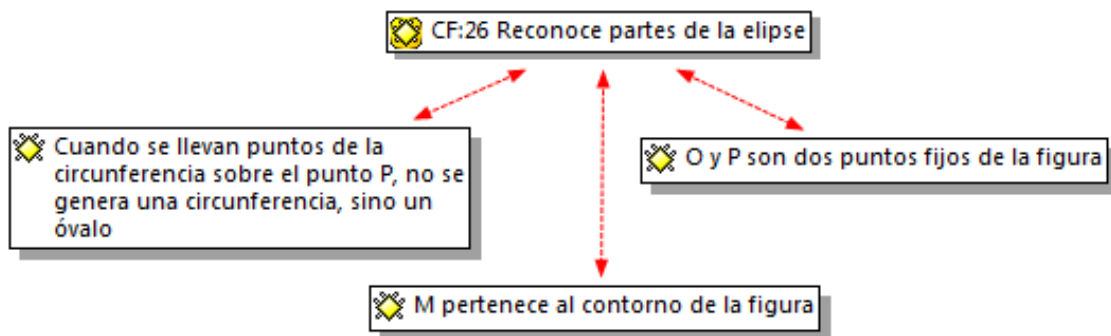 CF:26 Reconoce partes de la elipse
Cuando se llevan puntos de la
circunferencia sobre el punto P, no se
genera una circunferencia, sino un
óvalo
O y P son dos puntos fijos de la figura
M pertenece al contorno de la figura